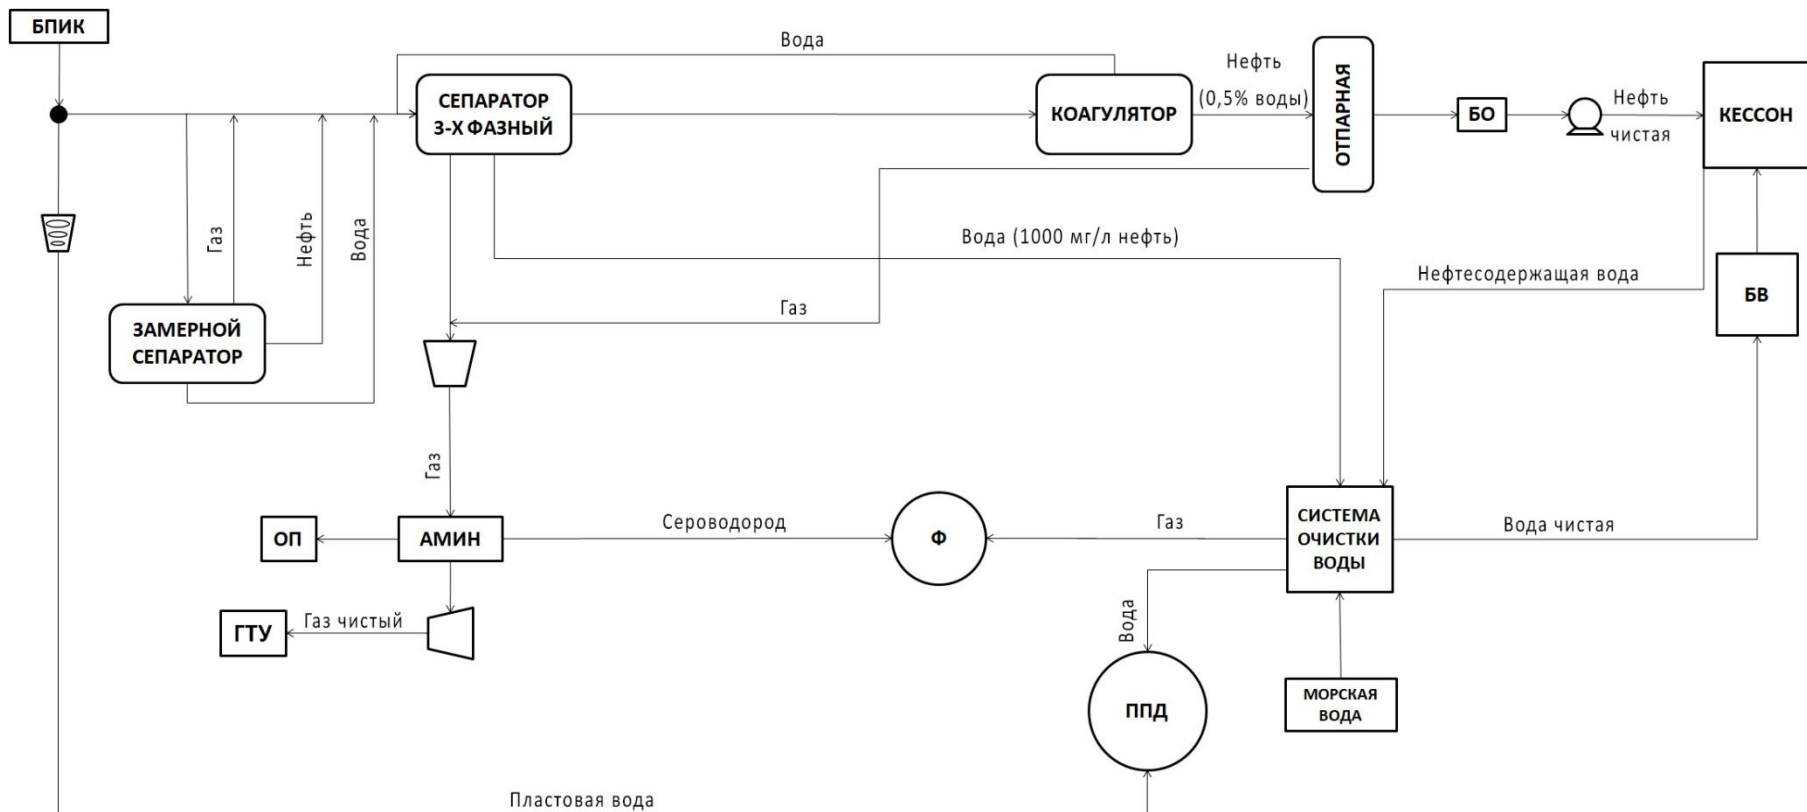 БПИК
Вода
СЕПАРАТОР
3-Х ФАЗНЫЙ
КОАГУЛЯТОР
Нефть
(0,5% воды)
ОТПАРНАЯ
БО
Нефть
чистая
КЕССОН
Газ
Нефть
Вода
Вода (1000 мг/л нефть)
Нефтесодержащая вода
БВ
ЗАМЕРНОЙ
СЕПАРАТОР
Газ
Газ
ОП
АМИН
Сероводород
Ф
Газ
СИСТЕМА
ОЧИСТКИ
ВОДЫ
Вода чистая
ГТУ
Газ чистый
Вода
ППД
МОРСКАЯ
ВОДА
Пластовая вода